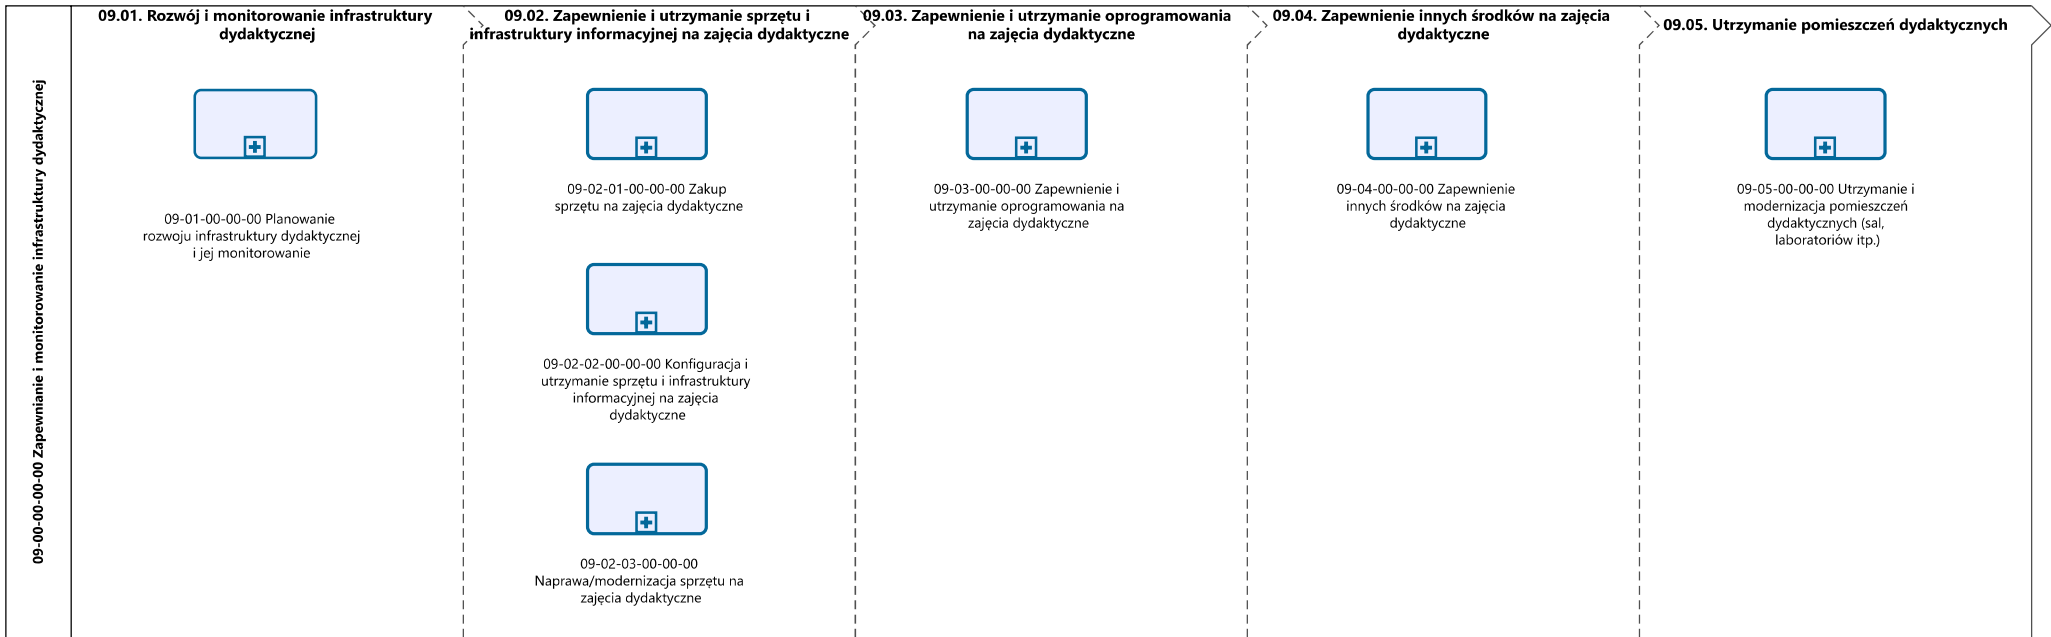 09-00-00-00-00 Zapewnianie i monitorowanie infrastruktury dydaktycznej
09.01. Rozwój i monitorowanie infrastruktury
dydaktycznej
09-01-00-00-00 Planowanie
rozwoju infrastruktury dydaktycznej
i jej monitorowanie
09.02. Zapewnienie i utrzymanie sprzętu i
infrastruktury informacyjnej na zajęcia dydaktyczne
09-02-01-00-00-00 Zakup
sprzętu na zajęcia dydaktyczne
09-02-02-00-00-00 Konfiguracja i
utrzymanie sprzętu i infrastruktury
informacyjnej na zajęcia
dydaktyczne
09-02-03-00-00-00
Naprawa/modernizacja sprzętu na
zajęcia dydaktyczne
09.03. Zapewnienie i utrzymanie oprogramowania
na zajęcia dydaktyczne
09-03-00-00-00 Zapewnienie i
utrzymanie oprogramowania na
zajęcia dydaktyczne
09.04. Zapewnienie innych środków na zajęcia
dydaktyczne
09-04-00-00-00 Zapewnienie
innych środków na zajęcia
dydaktyczne
09.05. Utrzymanie pomieszczeń dydaktycznych
09-05-00-00-00 Utrzymanie i
modernizacja pomieszczeń
dydaktycznych (sal,
laboratoriów itp.)